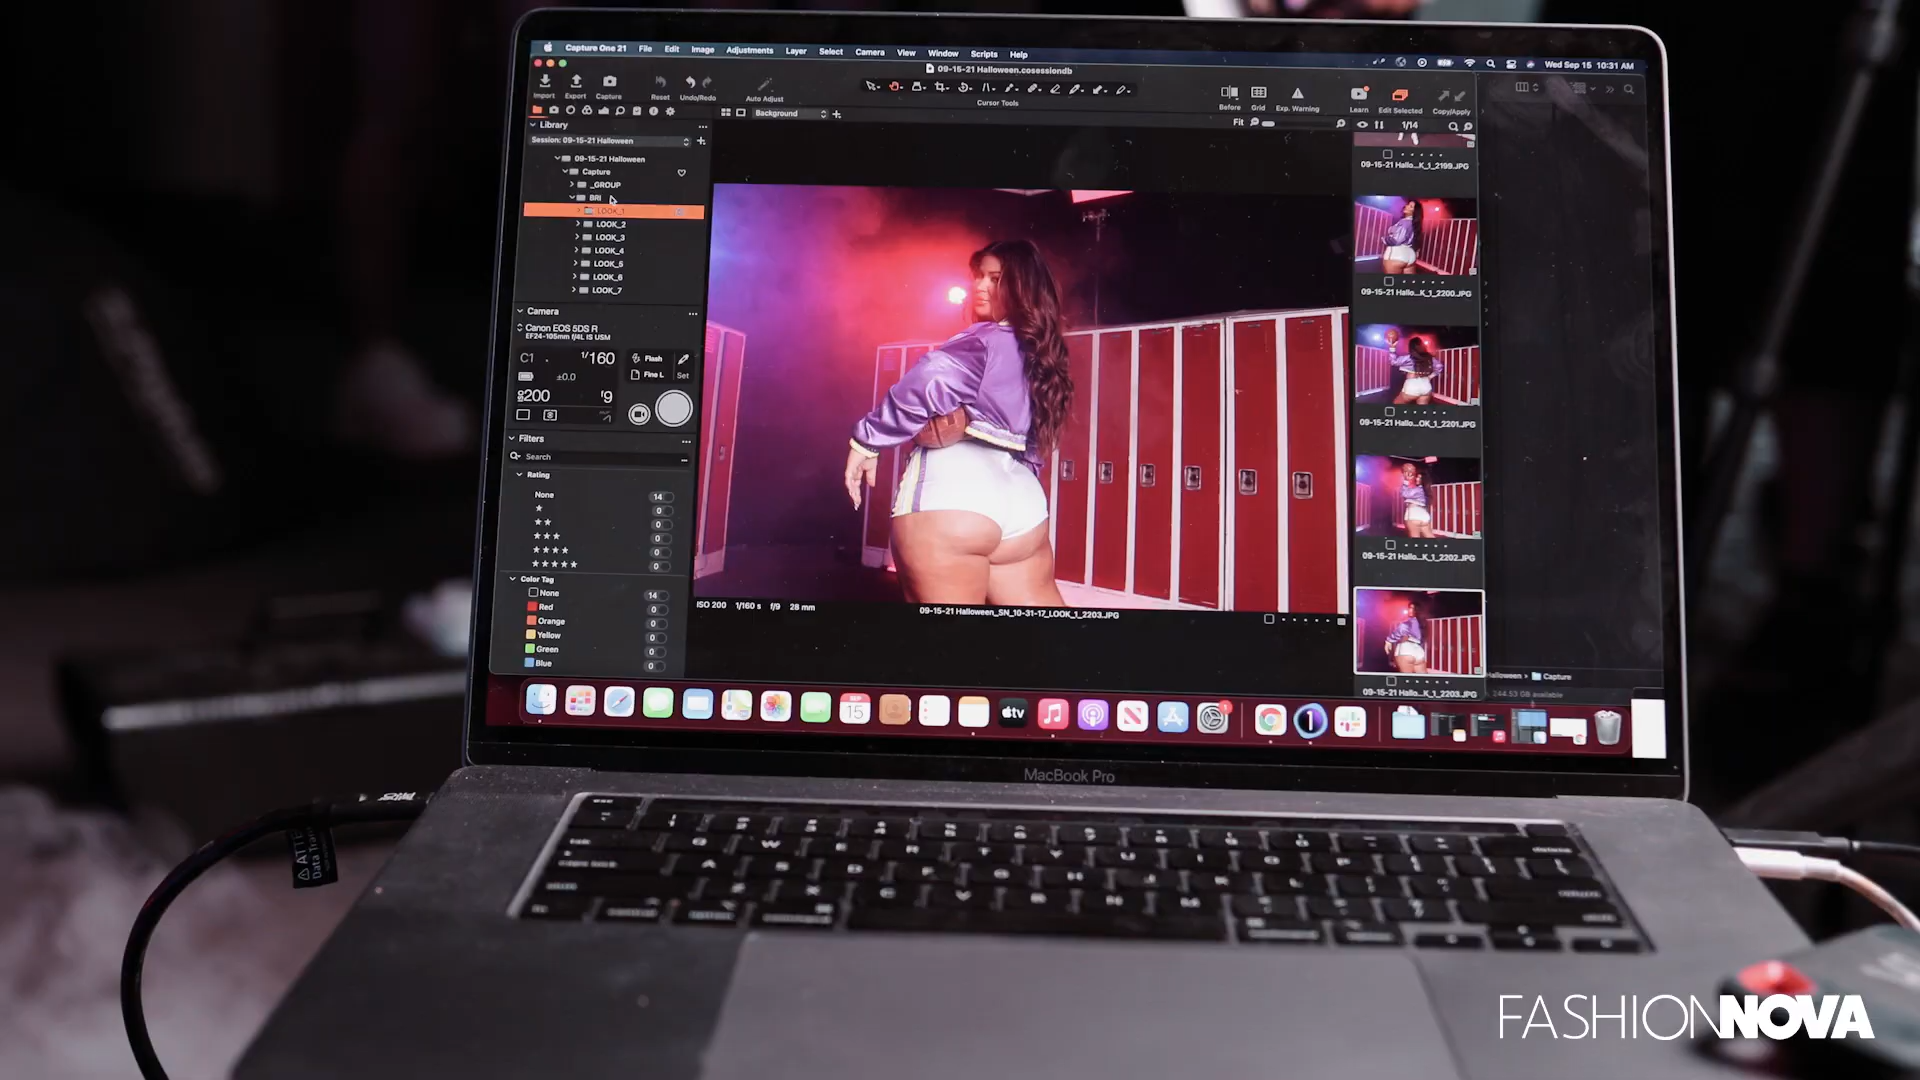 Capture One 21 File Edit Image Adjustments Layer Select Camera View Window Scripts Help
Wed Sep 15 10:31 AM
09-15-21 Halloween.cosessiondb
Import Export Capture Reset Undo/Redo Auto Adjust
Cursor Tools
Before Grid Exp. Warning Learn Edit Selected Copy/Apply
Library
Background
Fit
1/14
Session: 09-15-21 Halloween
09-15-21 Halloween
Capture
_GROUP
BRI
LOOK_1
LOOK_2
LOOK_3
LOOK_4
LOOK_5
LOOK_6
LOOK_7
Camera
Canon EOS 5DS R
EF24-105mm f/4L IS USM
C1
1/160
Flash
±0.0
Fine L
Set
ISO 200
f9
Filters
Search
Rating
None 14
0
0
0
0
0
Color Tag
None 14
Red 0
Orange 0
Yellow 0
Green 0
Blue 0
ISO 200 1/160 s f/9 28 mm
09-15-21 Halloween_SN_10-31-17_LOOK_1_2203.JPG
09-15-21 Hallo...K_1_2199.JPG
09-15-21 Hallo...K_1_2200.JPG
09-15-21 Hallo...OK_1_2201.JPG
09-15-21 Hallo...K_1_2202.JPG
09-15-21 Hallo...K_1_2203.JPG
Capture
244.53 GB available
SEP
15
tv
1
MacBook Pro
FASHIONNOVA